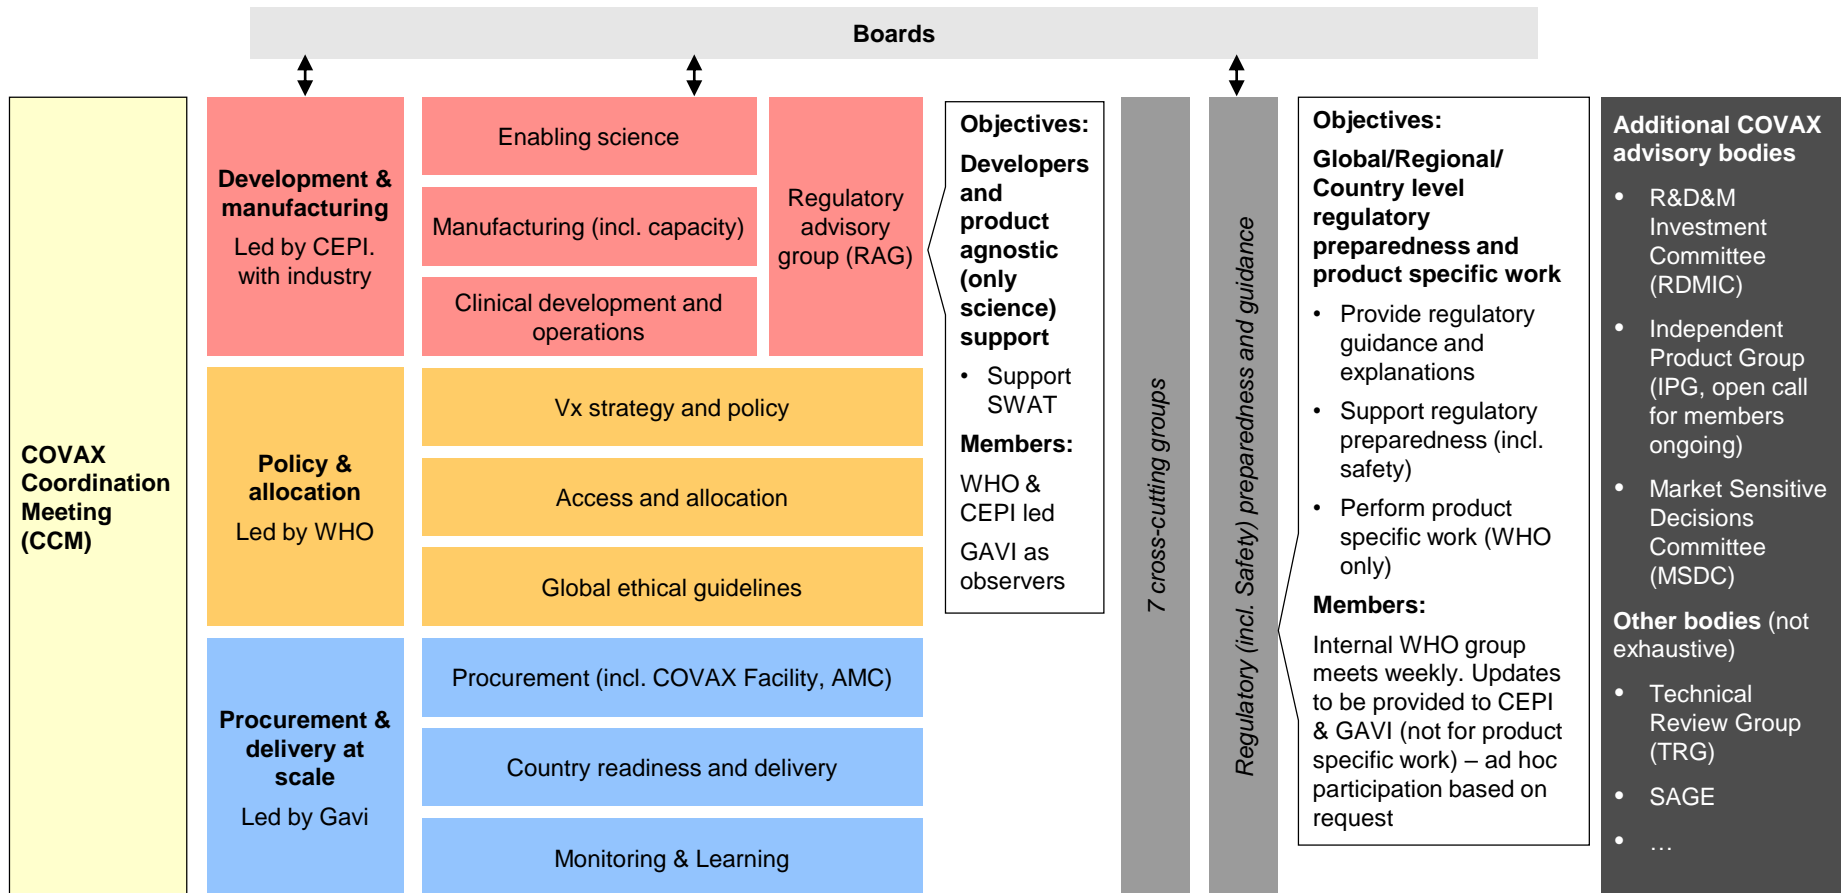 Boards
COVAX
Coordination
Meeting
(CCM)
Development &
manufacturing
Led by CEPI.
with industry
Enabling science
Manufacturing (incl. capacity)
Clinical development and
operations
Regulatory
advisory
group (RAG)
Policy &
allocation
Led by WHO
Vx strategy and policy
Access and allocation
Global ethical guidelines
Procurement &
delivery at
scale
Led by Gavi
Procurement (incl. COVAX Facility, AMC)
Country readiness and delivery
Monitoring & Learning
Objectives:
Developers
and
product
agnostic
(only
science)
support
• Support
SWAT
Members:
WHO &
CEPI led
GAVI as
observers
7 cross-cutting groups
Regulatory (incl. Safety) preparedness and guidance
Objectives:
Global/Regional/
Country level
regulatory
preparedness and
product specific work
• Provide regulatory
guidance and
explanations
• Support regulatory
preparedness (incl.
safety)
• Perform product
specific work (WHO
only)
Members:
Internal WHO group
meets weekly. Updates
to be provided to CEPI
& GAVI (not for product
specific work) – ad hoc
participation based on
request
Additional COVAX
advisory bodies
• R&D&M
Investment
Committee
(RDMIC)
• Independent
Product Group
(IPG, open call
for members
ongoing)
• Market Sensitive
Decisions
Committee
(MSDC)
Other bodies (not
exhaustive)
• Technical
Review Group
(TRG)
• SAGE
• …